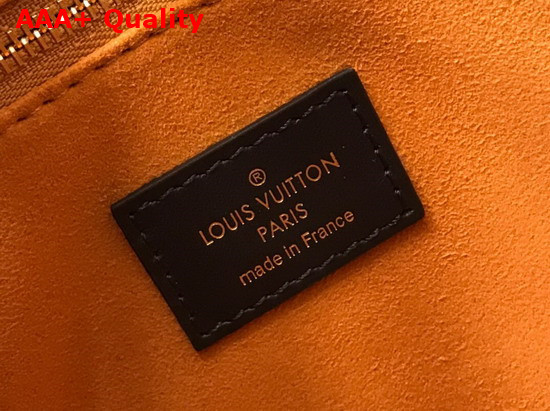 AAA+ Quality
®
LOUIS VUITTON
PARIS
made in France